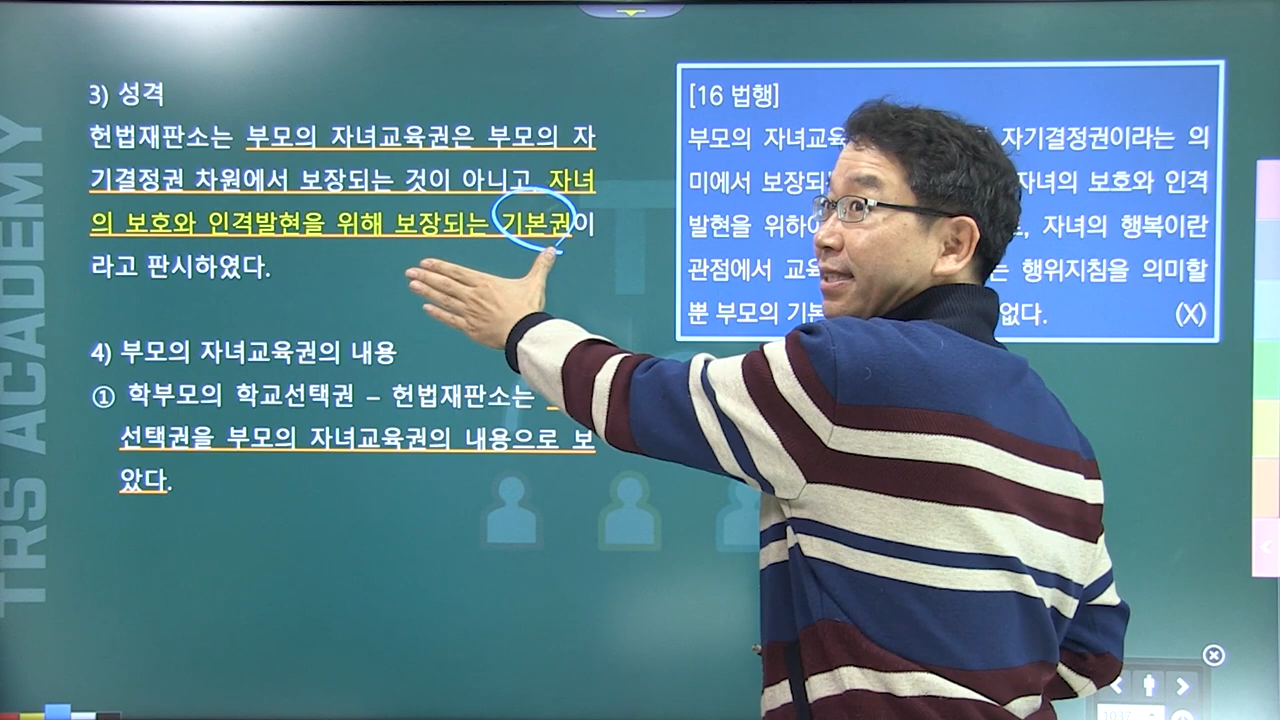 3) 성격
헌법재판소는 부모의 자녀교육권은 부모의 자
기결정권 차원에서 보장되는 것이 아니고, 자녀
의 보호와 인격발현을 위해 보장되는 기본권이
라고 판시하였다.
4) 부모의 자녀교육권의 내용
① 학부모의 학교선택권 – 헌법재판소는
선택권을 부모의 자녀교육권의 내용으로 보
았다.
[16 법행]
부모의 자녀교육 자기결정권이라는 의
미에서 보장되 자녀의 보호와 인격
발현을 위하여 자녀의 행복이란
관점에서 교육 행위지침을 의미할
뿐 부모의 기본 없다. (X)
TRS ACADEMY